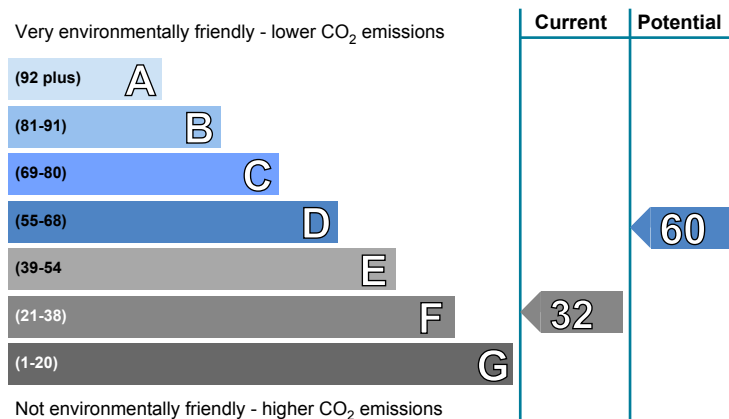 Current Potential
Very environmentally friendly - lower CO₂ emissions
(92 plus) A
(81-91) B
(69-80) C
(55-68) D
60
(39-54 E
(21-38) F
32
(1-20) G
Not environmentally friendly - higher CO₂ emissions